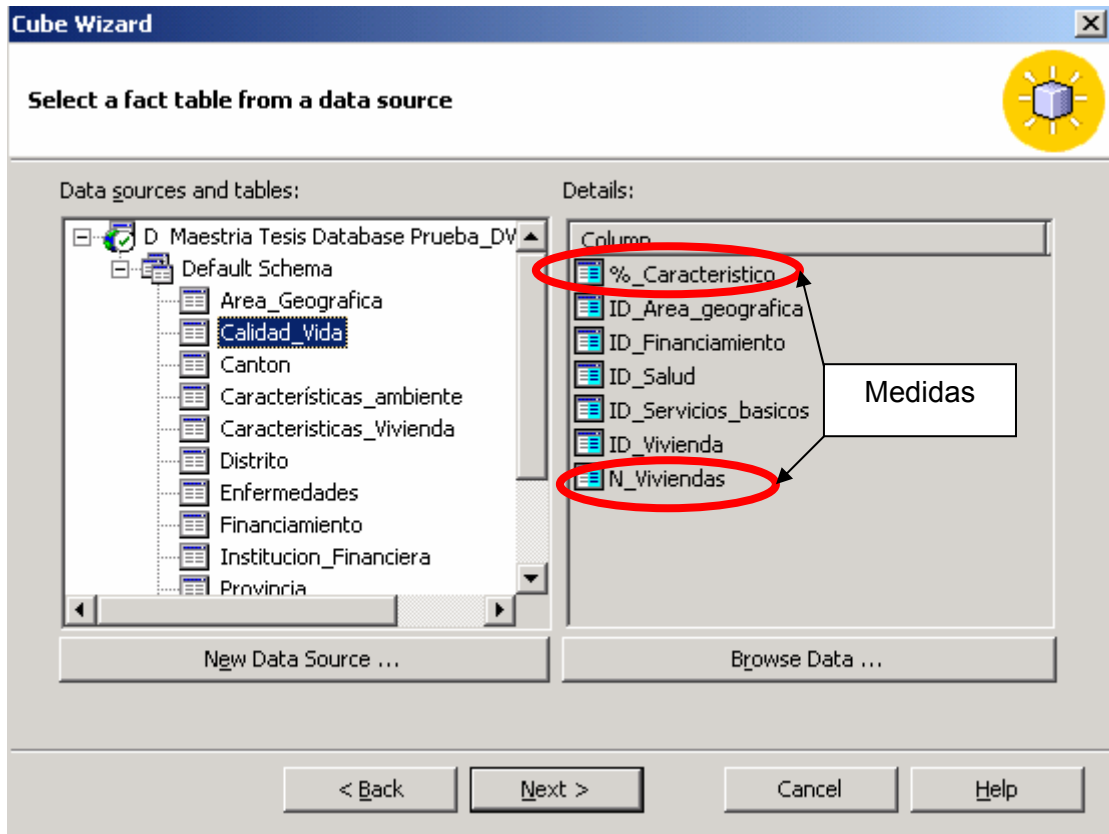 Cube Wizard
Select a fact table from a data source
Data sources and tables:
D Maestria Tesis Database Prueba_DV
Default Schema
Area_Geografica
Calidad_Vida
Canton
Características_ambiente
Caracteristicas_Vivienda
Distrito
Enfermedades
Financiamiento
Institucion_Financiera
Provincia
New Data Source ...
Details:
Column
%_Caracteristico
ID_Area_geografica
ID_Financiamiento
ID_Salud
ID_Servicios_basicos
ID_Vivienda
N_Viviendas
Medidas
Browse Data ...
< Back
Next >
Cancel
Help